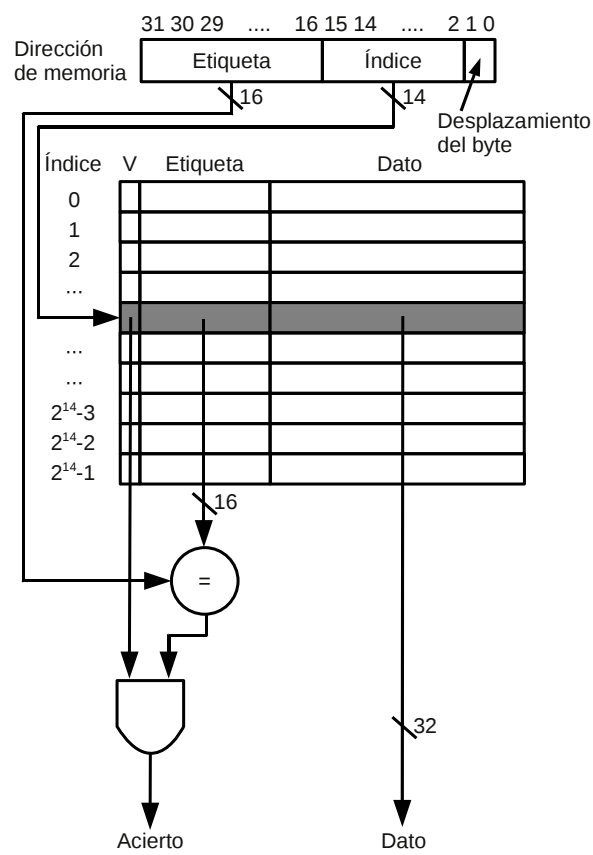 31 30 29 .... 16 15 14 .... 2 1 0
Dirección
de memoria
Etiqueta
Índice
16
14
Desplazamiento
del byte
Índice V Etiqueta Dato
0
1
2
...
...
...
2¹⁴-3
2¹⁴-2
2¹⁴-1
16
=
32
Acierto
Dato